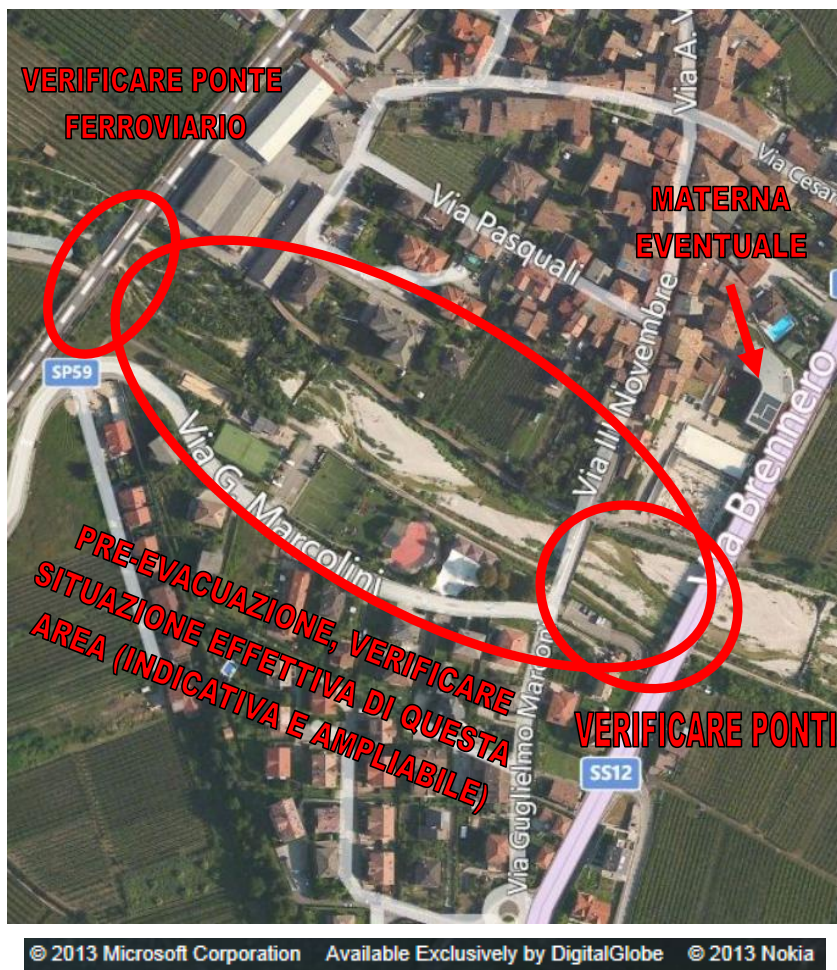 VERIFICARE PONTE
FERROVIARIO
Via A. V
Via Cesar
MATERNA
EVENTUALE
Via Pasquali
Via III Novembre
SP59
Via G. Marcolini
Via Brennero
PRE-EVACUAZIONE, VERIFICARE
SITUAZIONE EFFETTIVA DI QUESTA
AREA (INDICATIVA E AMPLIABILE)
VERIFICARE PONTI
Via Guglielmo Marconi
SS12
© 2013 Microsoft Corporation Available Exclusively by DigitalGlobe © 2013 Nokia